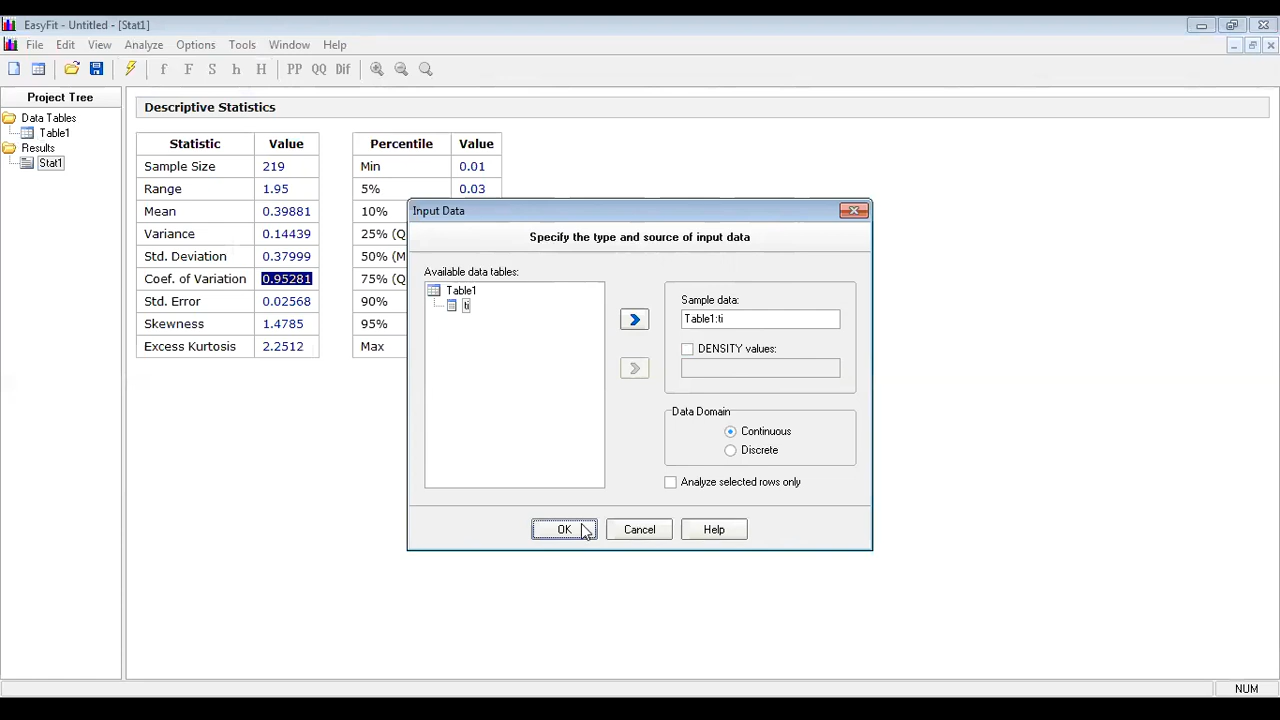 EasyFit - Untitled - [Stat1]
File Edit View Analyze Options Tools Window Help
f F S h H PP QQ Dif
Project Tree
Data Tables
Table1
Results
Stat1
Descriptive Statistics
Statistic Value
Sample Size 219
Range 1.95
Mean 0.39881
Variance 0.14439
Std. Deviation 0.37999
Coef. of Variation 0.95281
Std. Error 0.02568
Skewness 1.4785
Excess Kurtosis 2.2512
Percentile Value
Min 0.01
5% 0.03
10%
25% (Q
50% (M
75% (Q
90%
95%
Max
Input Data
Specify the type and source of input data
Available data tables:
Table1
ti
Sample data:
Table1:ti
DENSITY values:
Data Domain
Continuous
Discrete
Analyze selected rows only
OK Cancel Help
NUM